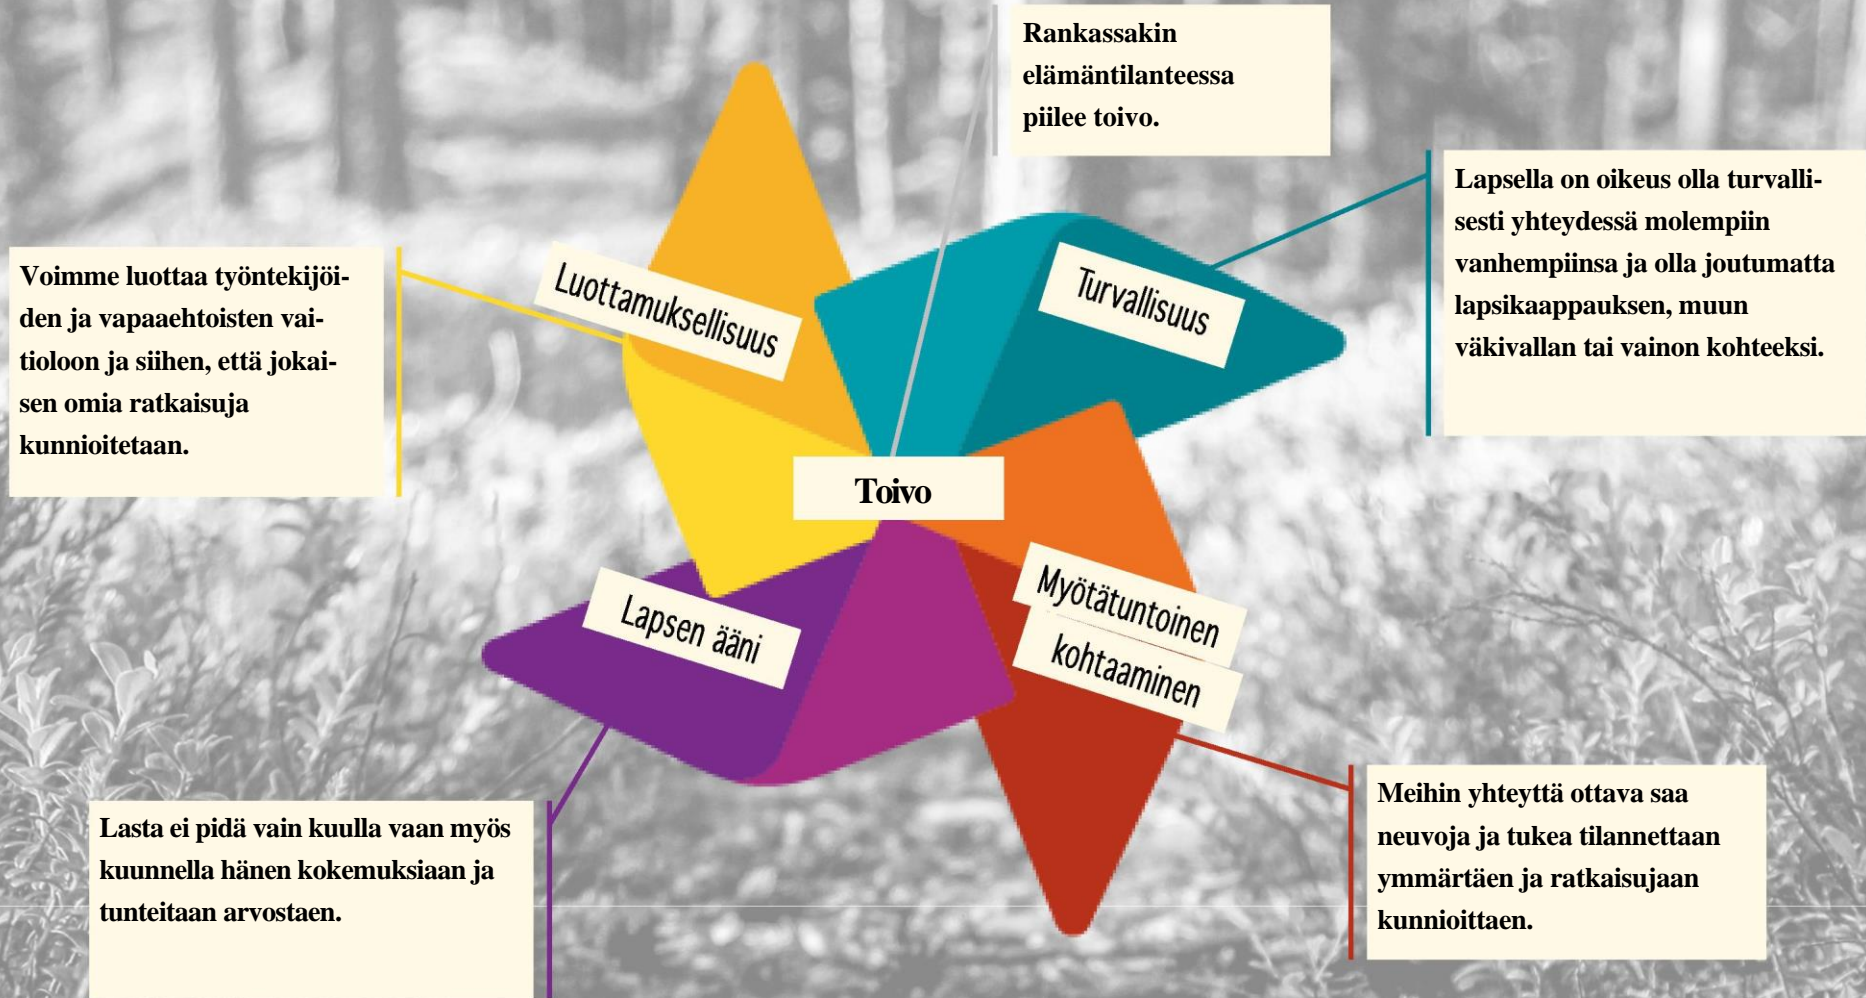 Rankassakin
elämäntilanteessa
piilee toivo.
Lapsella on oikeus olla turvalli-
sesti yhteydessä molempiin
vanhempiinsa ja olla joutumatta
lapsikaappauksen, muun
väkivallan tai vainon kohteeksi.
Voimme luottaa työntekijöi-
den ja vapaaehtoisten vai-
tioloon ja siihen, että jokai-
sen omia ratkaisuja
kunnioitetaan.
Luottamuksellisuus
Turvallisuus
Toivo
Lapsen ääni
Myötätuntoinen
kohtaaminen
Lasta ei pidä vain kuulla vaan myös
kuunnella hänen kokemuksiaan ja
tunteitaan arvostaen.
Meihin yhteyttä ottava saa
neuvoja ja tukea tilannettaan
ymmärtäen ja ratkaisujaan
kunnioittaen.